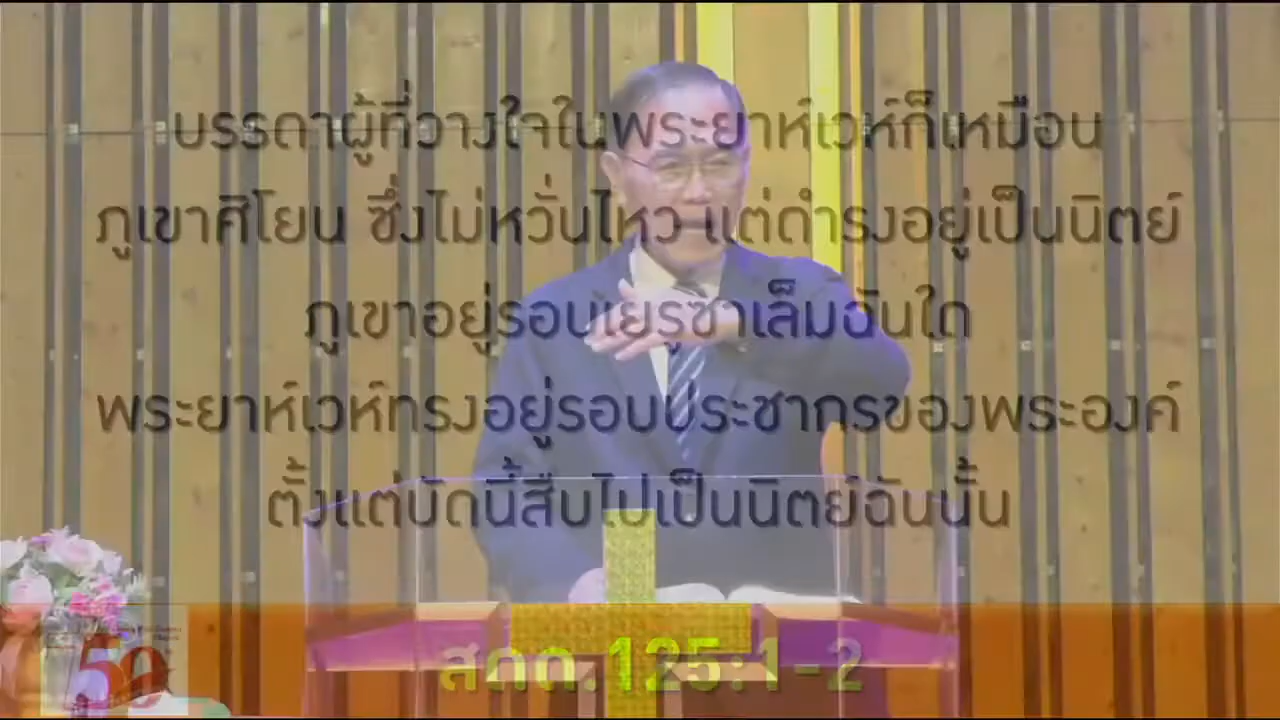 บรรดาผู้ที่วางใจในพระยาห์เวห์ก็เหมือน
ภูเขาศิโยน ซึ่งไม่หวั่นไหว แต่ดำรงอยู่เป็นนิตย์
ภูเขาอยู่รอบเยรูซาเล็มฉันใด
พระยาห์เวห์ทรงอยู่รอบประชากรของพระองค์
ตั้งแต่บัดนี้สืบไปเป็นนิตย์ฉันนั้น
สดด.125:1-2
50